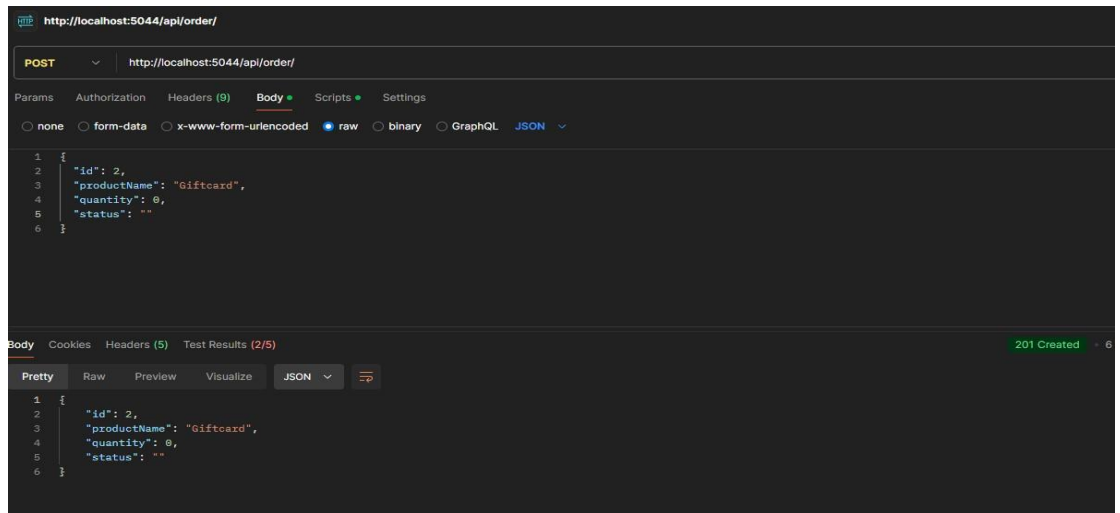 HTTP http://localhost:5044/api/order/
POST http://localhost:5044/api/order/
Params Authorization Headers (9) Body Scripts Settings
none form-data x-www-form-urlencoded raw binary GraphQL JSON
1 {
2 "id": 2,
3 "productName": "Giftcard",
4 "quantity": 0,
5 "status": ""
6 }
Body Cookies Headers (5) Test Results (2/5) 201 Created 6
Pretty Raw Preview Visualize JSON
1 {
2 "id": 2,
3 "productName": "Giftcard",
4 "quantity": 0,
5 "status": ""
6 }